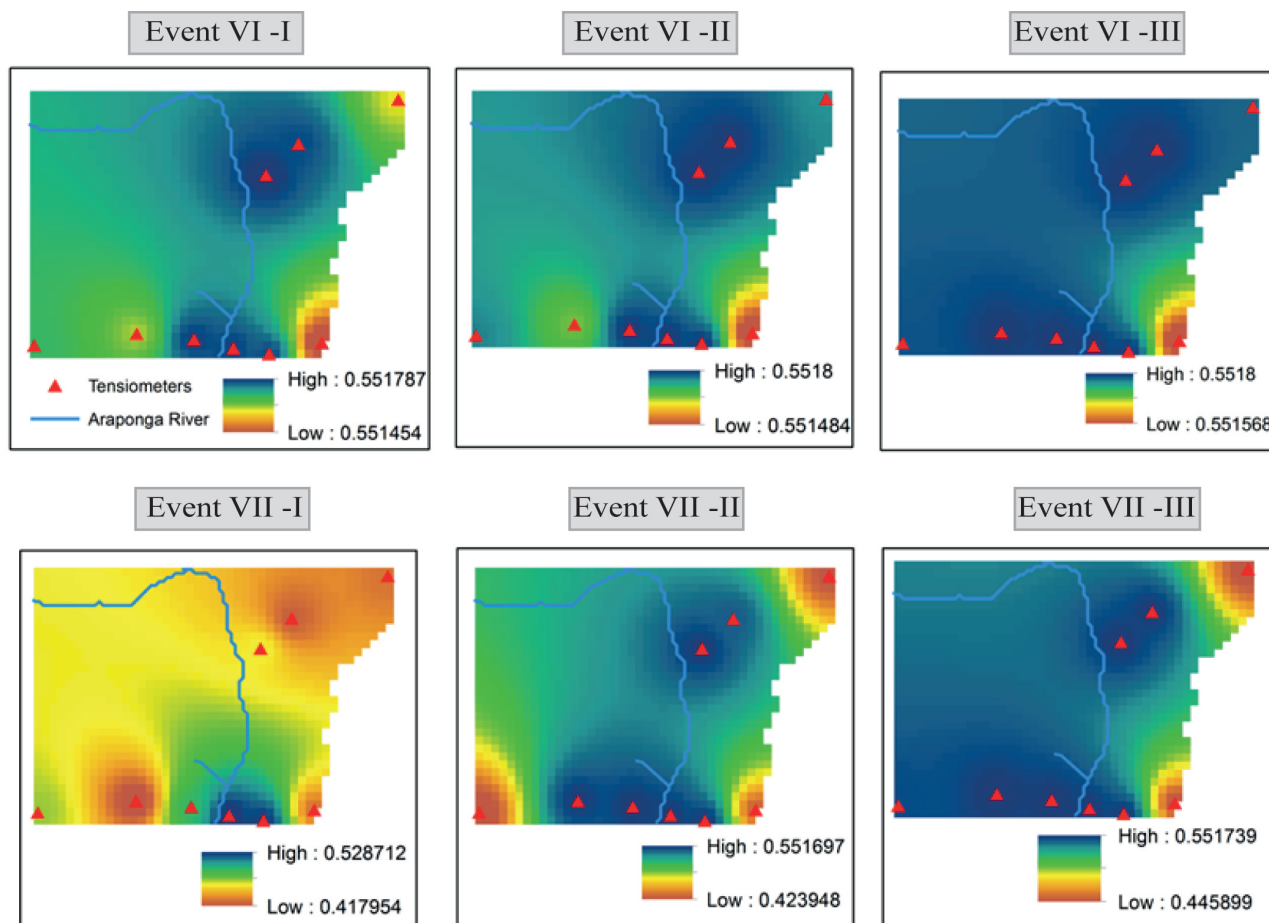 Event VI -I
Event VI -II
Event VI -III
Tensiometers
Araponga River
High : 0.551787
Low : 0.551454
High : 0.5518
Low : 0.551484
High : 0.5518
Low : 0.551568
Event VII -I
Event VII -II
Event VII -III
High : 0.528712
Low : 0.417954
High : 0.551697
Low : 0.423948
High : 0.551739
Low : 0.445899